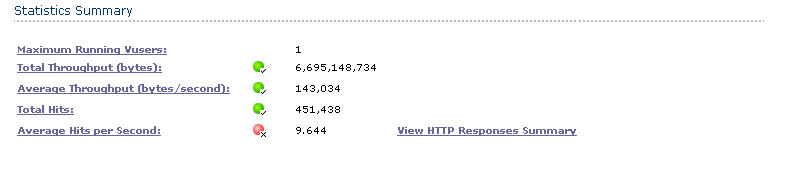 Statistics Summary
Maximum Running Vusers: 1
Total Throughput (bytes): 6,695,148,734
Average Throughput (bytes/second): 143,034
Total Hits: 451,438
Average Hits per Second: 9.644 View HTTP Responses Summary